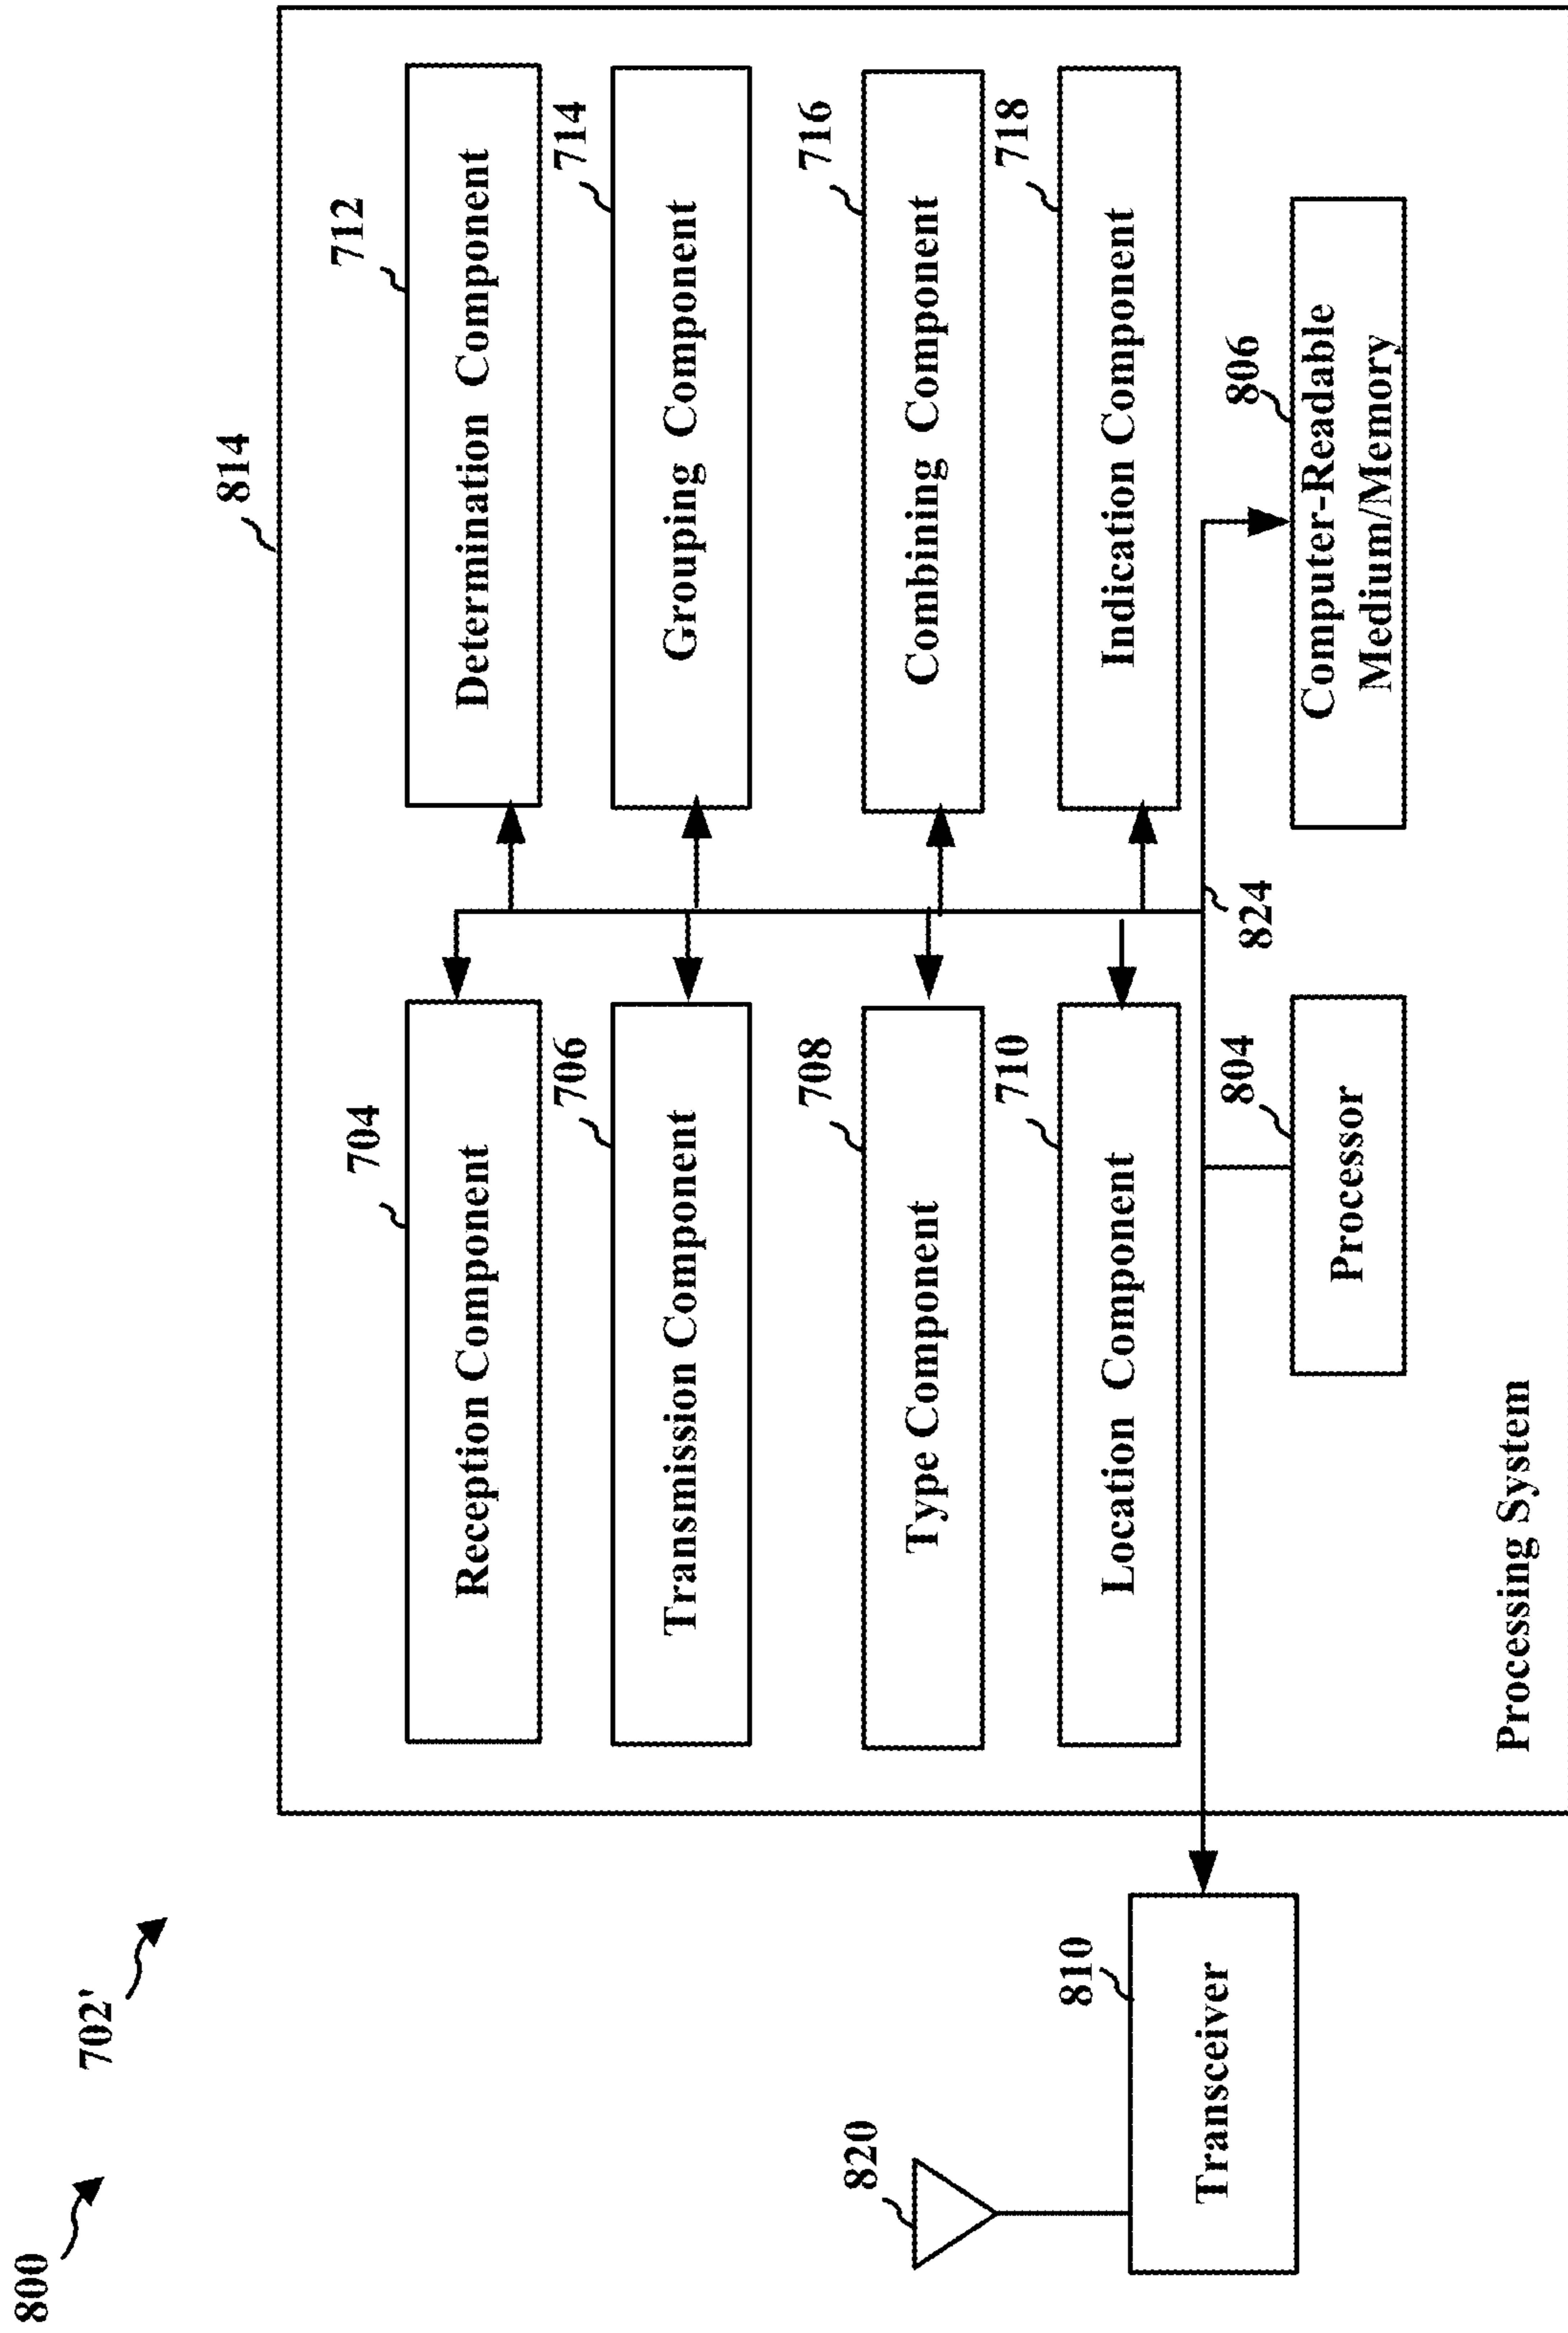 800
702'
814
704
Reception Component
712
Determination Component
706
Transmission Component
714
Grouping Component
708
Type Component
716
Combining Component
710
Location Component
718
Indication Component
820
810
Transceiver
824
804
Processor
806
Computer-Readable
Medium/Memory
Processing System